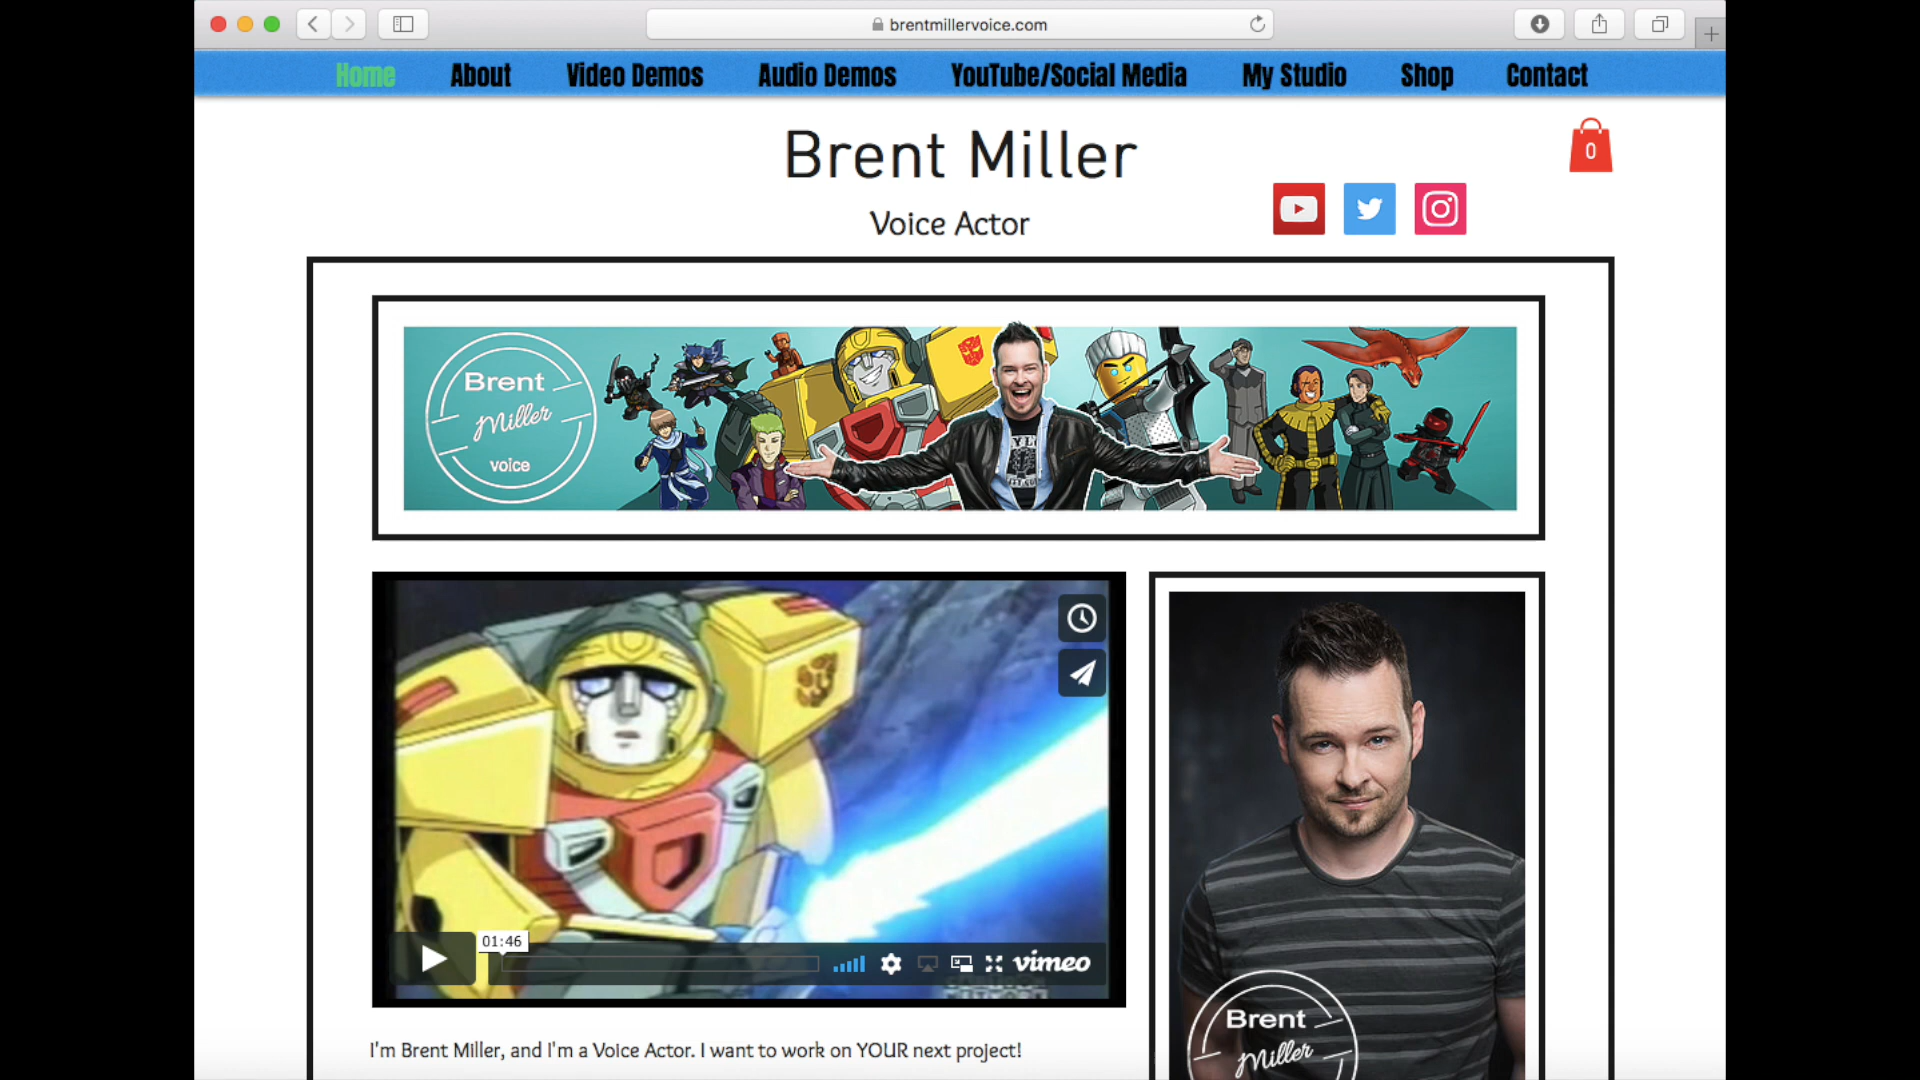 brentmillervoice.com
Home About Video Demos Audio Demos YouTube/Social Media My Studio Shop Contact
Brent Miller
0
Voice Actor
Brent
Miller
voice
01:46
vimeo
I'm Brent Miller, and I'm a Voice Actor. I want to work on YOUR next project!
Brent
Miller